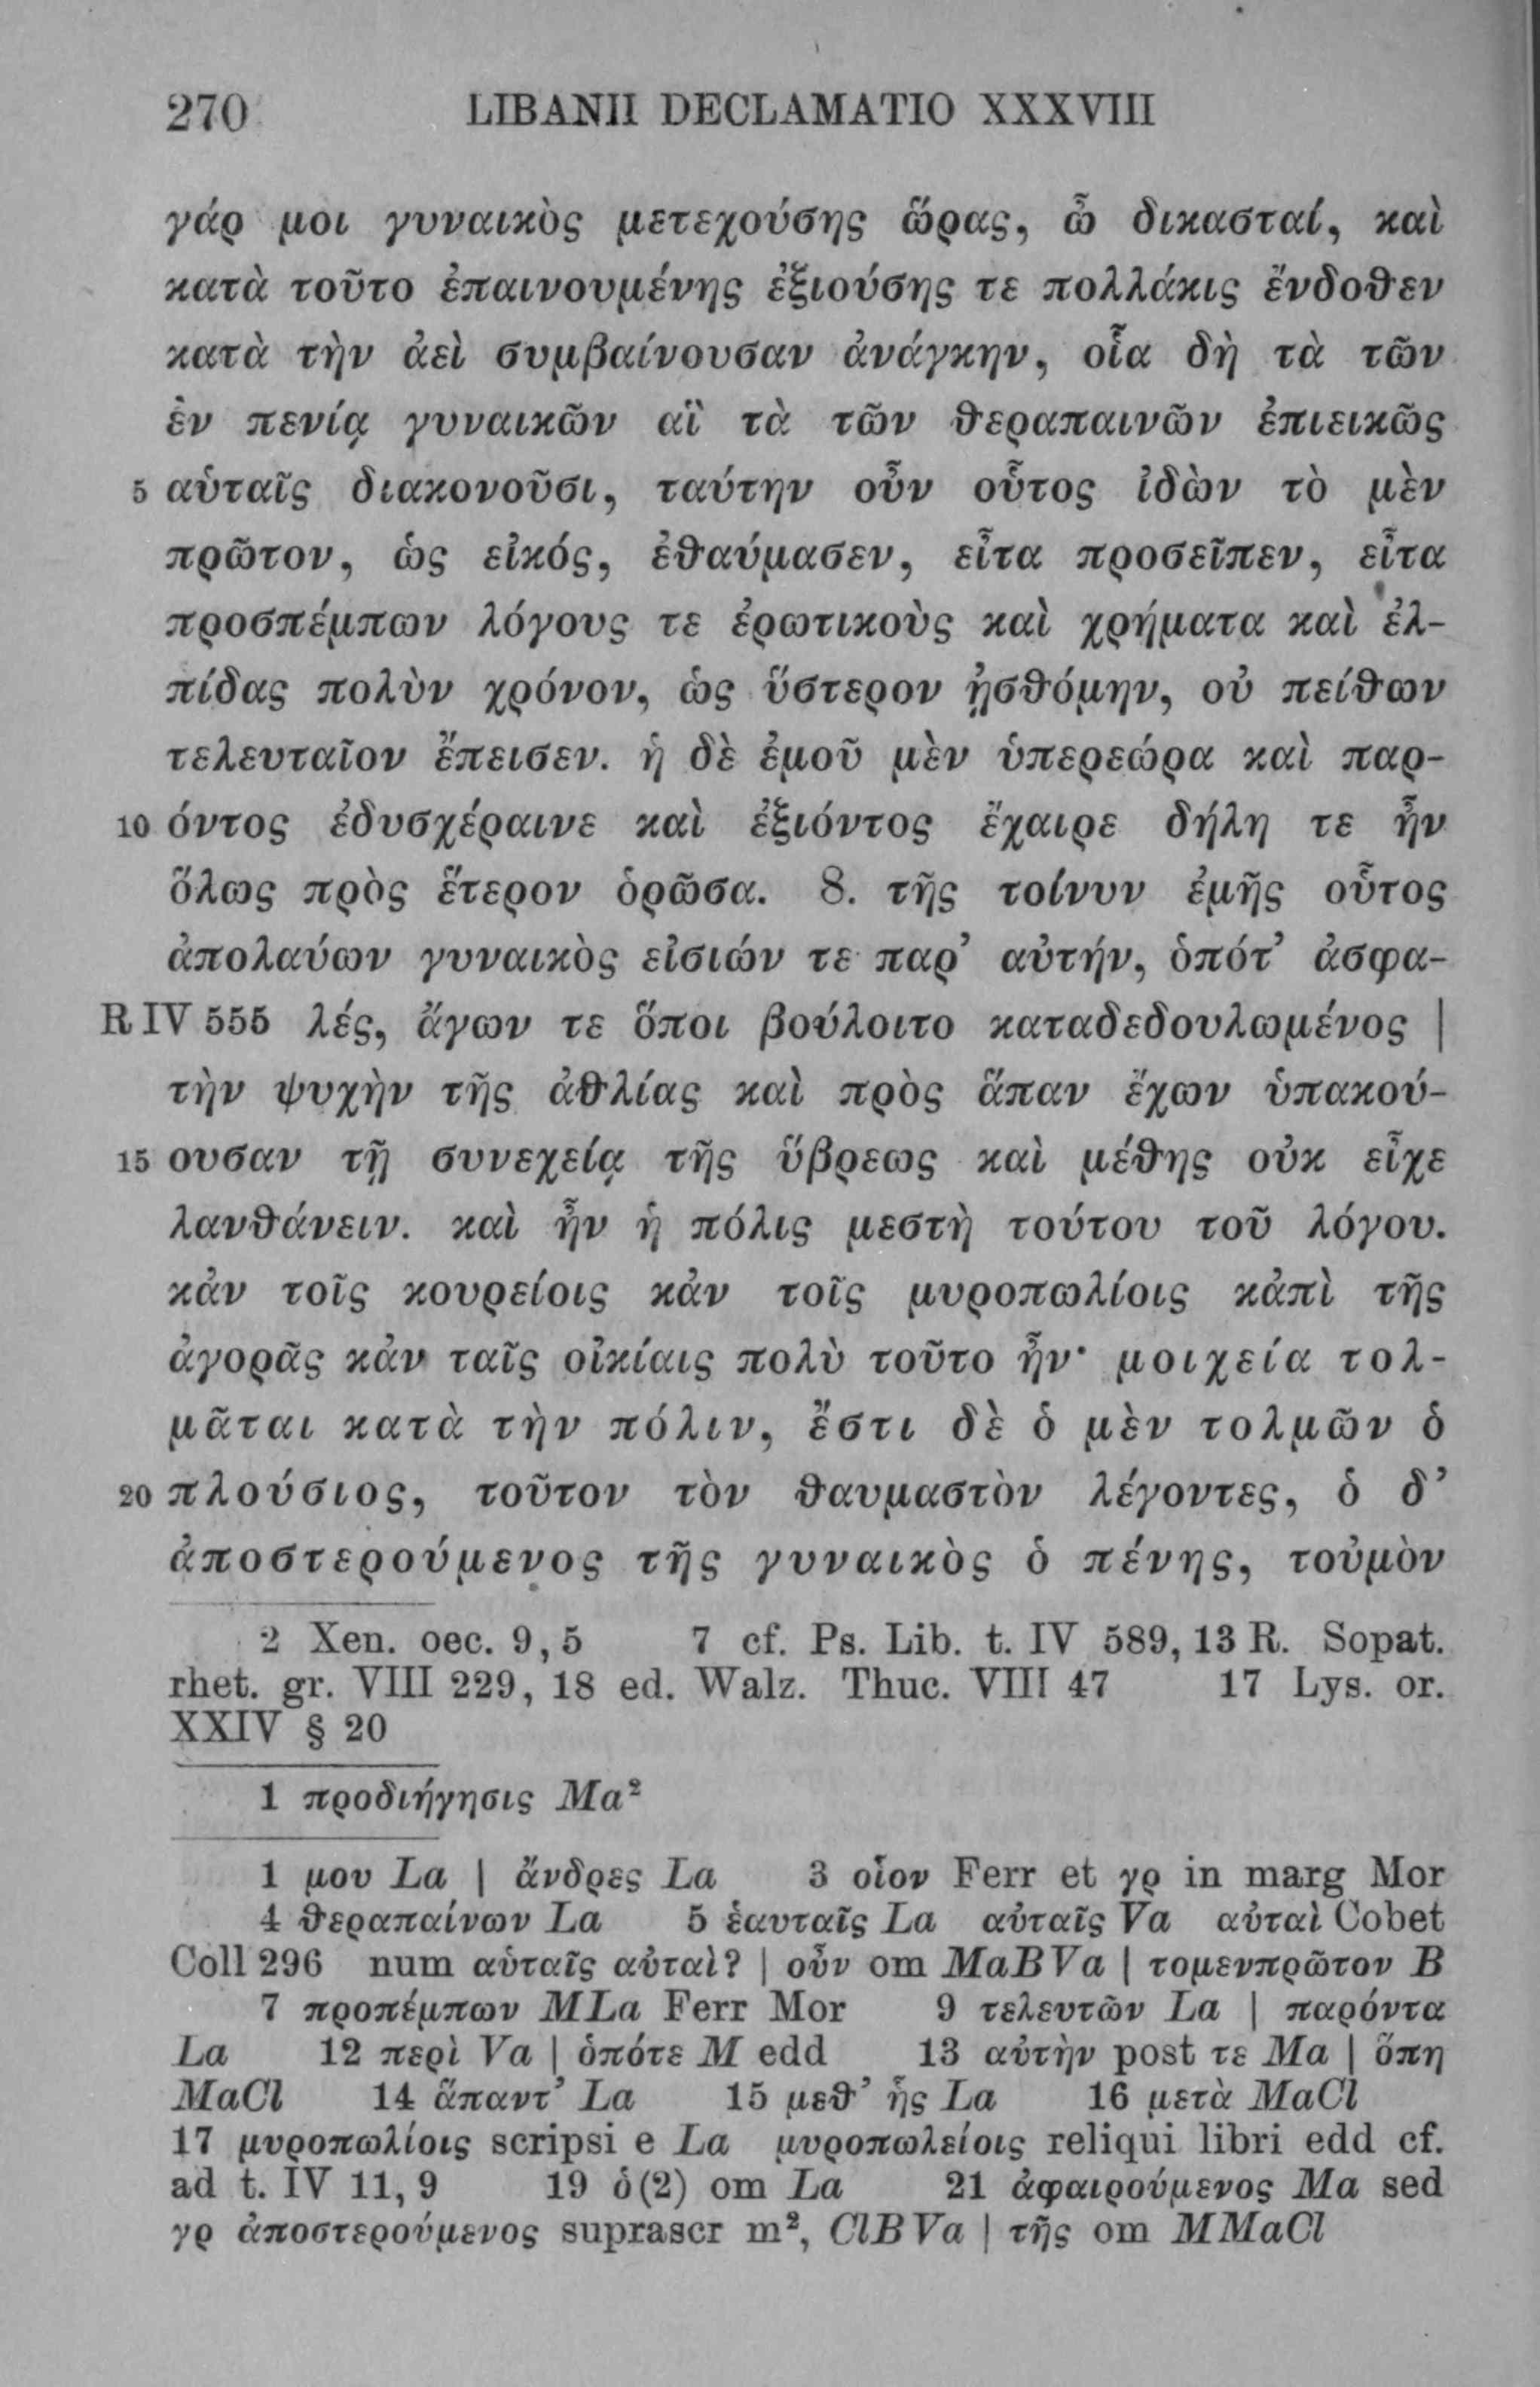 270 LIBANII DECLAMATIO XXXVIII
γάρ μοι γυναικὸς μετεχούσης ὥρας, ὦ δικασταί, καὶ
κατὰ τοῦτο ἐπαινουμένης ἐξιούσης τε πολλάκις ἔνδοθεν
κατὰ τὴν ἀεὶ συμβαίνουσαν ἀνάγκην, οἷα δὴ τὰ τῶν
ἐν πενίᾳ γυναικῶν αἳ τὰ τῶν θεραπαινῶν ἐπιεικῶς
5 αὑταῖς διακονοῦσι, ταύτην οὖν οὗτος ἰδὼν τὸ μὲν
πρῶτον, ὡς εἰκός, ἐθαύμασεν, εἶτα προσεῖπεν, εἶτα
προσπέμπων λόγους τε ἐρωτικοὺς καὶ χρήματα καὶ ἐλ-
πίδας πολὺν χρόνον, ὡς ὕστερον ᾐσθόμην, οὐ πείθων
τελευταῖον ἔπεισεν. ἡ δὲ ἐμοῦ μὲν ὑπερεώρα καὶ παρ-
10 όντος ἐδυσχέραινε καὶ ἐξιόντος ἔχαιρε δήλη τε ἦν
ὅλως πρὸς ἕτερον ὁρῶσα. 8. τῆς τοίνυν ἐμῆς οὗτος
ἀπολαύων γυναικὸς εἰσιών τε παρ’ αὐτήν, ὁπότ’ ἀσφα-
R IV 555 λές, ἄγων τε ὅποι βούλοιτο καταδεδουλωμένος |
τὴν ψυχὴν τῆς ἀθλίας καὶ πρὸς ἅπαν ἔχων ὑπακού-
15 ουσαν τῇ συνεχείᾳ τῆς ὕβρεως καὶ μέθης οὐκ εἶχε
λανθάνειν. καὶ ἦν ἡ πόλις μεστὴ τούτου τοῦ λόγου.
κἀν τοῖς κουρείοις κἀν τοῖς μυροπωλίοις κἀπὶ τῆς
ἀγορᾶς κἀν ταῖς οἰκίαις πολὺ τοῦτο ἦν· μοιχεία τολ-
μᾶται κατὰ τὴν πόλιν, ἔστι δὲ ὁ μὲν τολμῶν ὁ
20 πλούσιος, τοῦτον τὸν θαυμαστὸν λέγοντες, ὁ δ’
ἀποστερούμενος τῆς γυναικὸς ὁ πένης, τοὐμὸν
2 Xen. oec. 9, 5 7 cf. Ps. Lib. t. IV 589, 13 R. Sopat.
rhet. gr. VIII 229, 18 ed. Walz. Thuc. VIII 47 17 Lys. or.
XXIV § 20
1 προδιήγησις Ma²
1 μου La | ἄνδρες La 3 οἷον Ferr et γρ in marg Mor
4 θεραπαίνων La 5 ἑαυταῖς La αὐταῖς Va αὐταὶ Cobet
Coll 296 num αὑταῖς αὐταὶ? | οὖν om MaBVa | τομενπρῶτον B
7 προπέμπων MLa Ferr Mor 9 τελευτῶν La | παρόντα
La 12 περὶ Va | ὁπότε M edd 13 αὐτὴν post τε Ma | ὅπη
MaCl 14 ἅπαντ’ La 15 μεθ’ ἧς La 16 μετὰ MaCl
17 μυροπωλίοις scripsi e La μυροπωλείοις reliqui libri edd cf.
ad t. IV 11, 9 19 ὁ(2) om La 21 ἀφαιρούμενος Ma sed
γρ ἀποστερούμενος suprascr m², ClBVa | τῆς om MMaCl